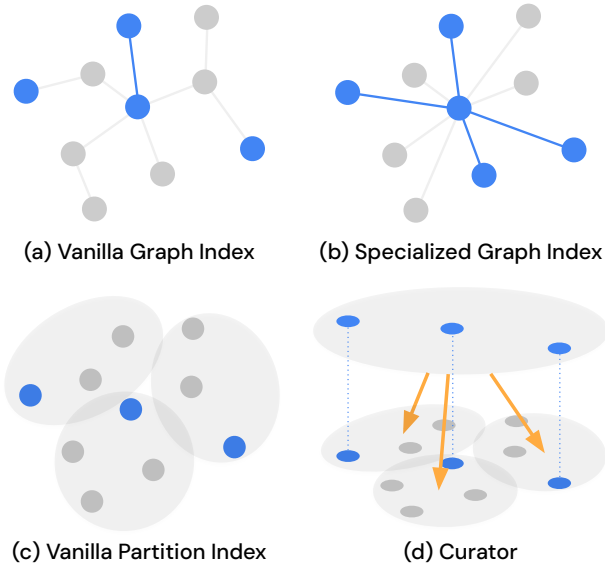 (a) Vanilla Graph Index
(b) Specialized Graph Index
(c) Vanilla Partition Index
(d) Curator